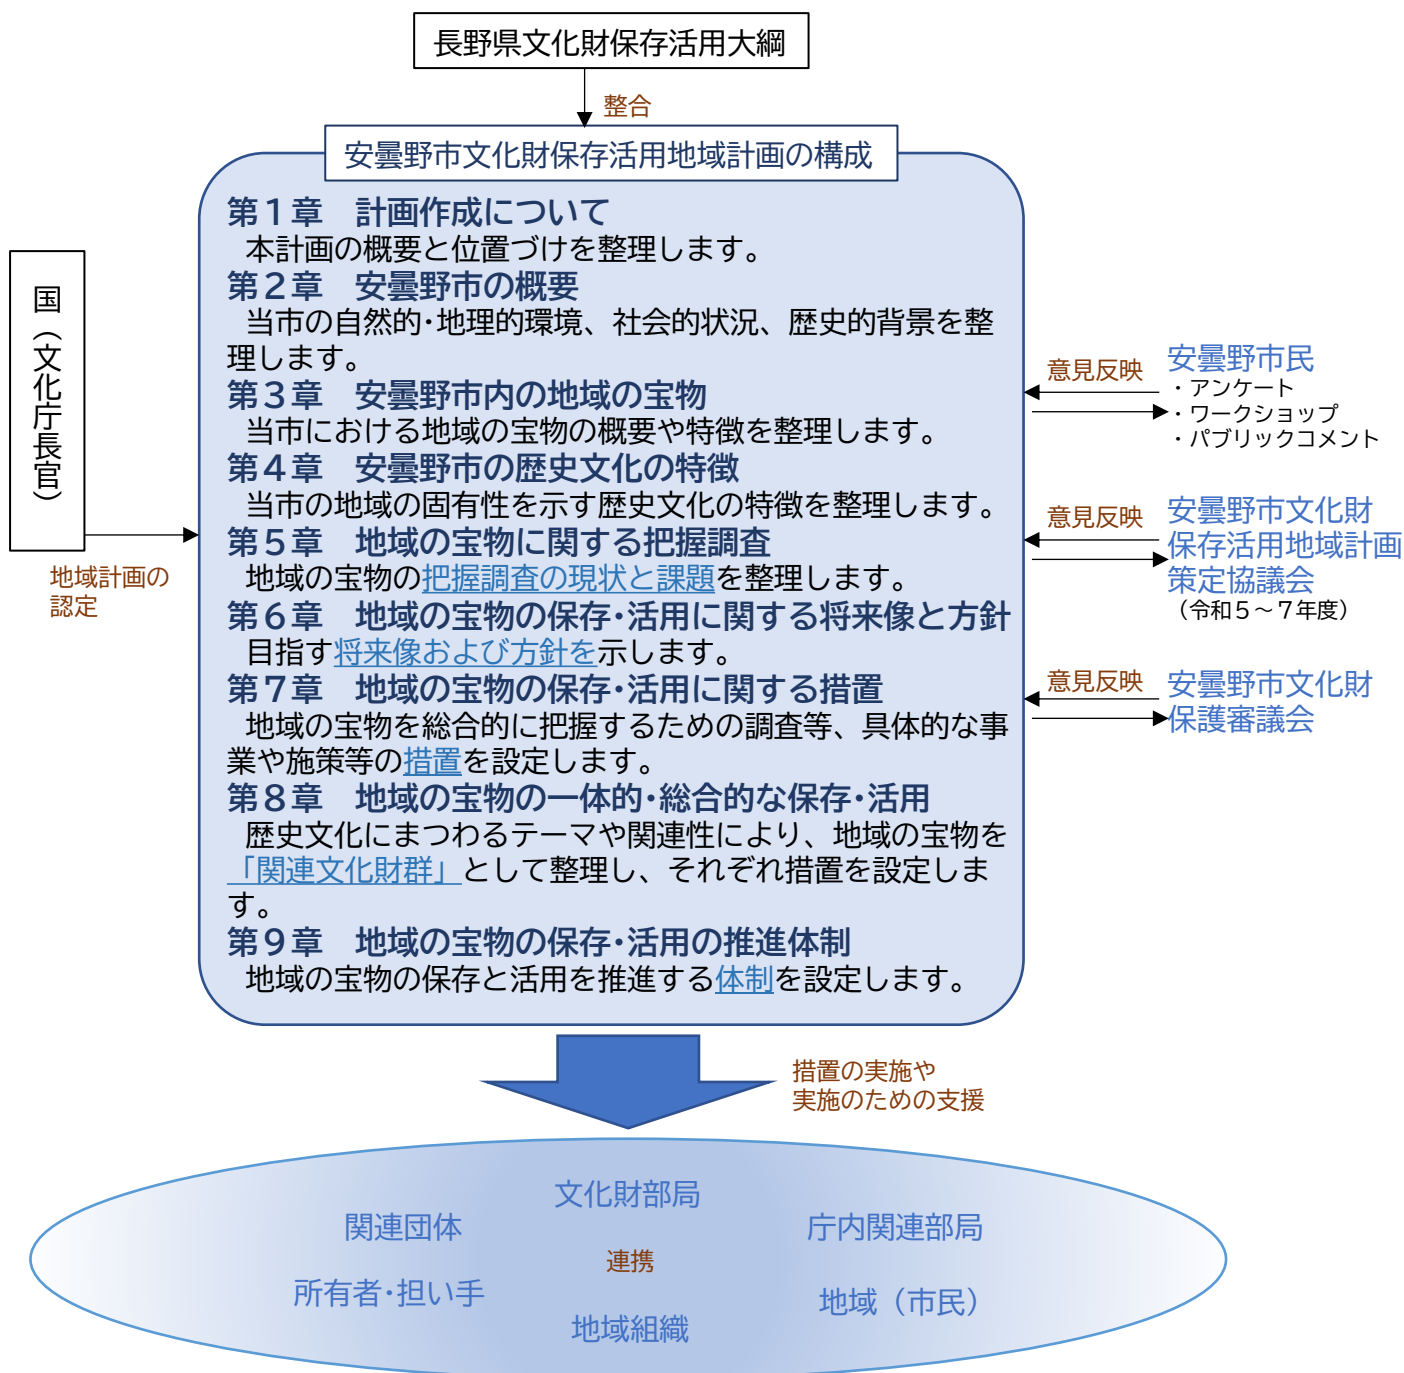 長野県文化財保存活用大綱
整合
安曇野市文化財保存活用地域計画の構成
第１章　計画作成について
本計画の概要と位置づけを整理します。
第２章　安曇野市の概要
当市の自然的・地理的環境、社会的状況、歴史的背景を整
理します。
第３章　安曇野市内の地域の宝物
当市における地域の宝物の概要や特徴を整理します。
第４章　安曇野市の歴史文化の特徴
当市の地域の固有性を示す歴史文化の特徴を整理します。
第５章　地域の宝物に関する把握調査
地域の宝物の把握調査の現状と課題を整理します。
第６章　地域の宝物の保存・活用に関する将来像と方針
目指す将来像および方針を示します。
第７章　地域の宝物の保存・活用に関する措置
地域の宝物を総合的に把握するための調査等、具体的な事
業や施策等の措置を設定します。
第８章　地域の宝物の一体的・総合的な保存・活用
歴史文化にまつわるテーマや関連性により、地域の宝物を
「関連文化財群」として整理し、それぞれ措置を設定しま
す。
第９章　地域の宝物の保存・活用の推進体制
地域の宝物の保存と活用を推進する体制を設定します。
国（文化庁長官）
地域計画の
認定
意見反映
安曇野市民
・アンケート
・ワークショップ
・パブリックコメント
意見反映
安曇野市文化財
保存活用地域計画
策定協議会
（令和５～７年度）
意見反映
安曇野市文化財
保護審議会
措置の実施や
実施のための支援
文化財部局
関連団体
庁内関連部局
連携
所有者・担い手
地域（市民）
地域組織